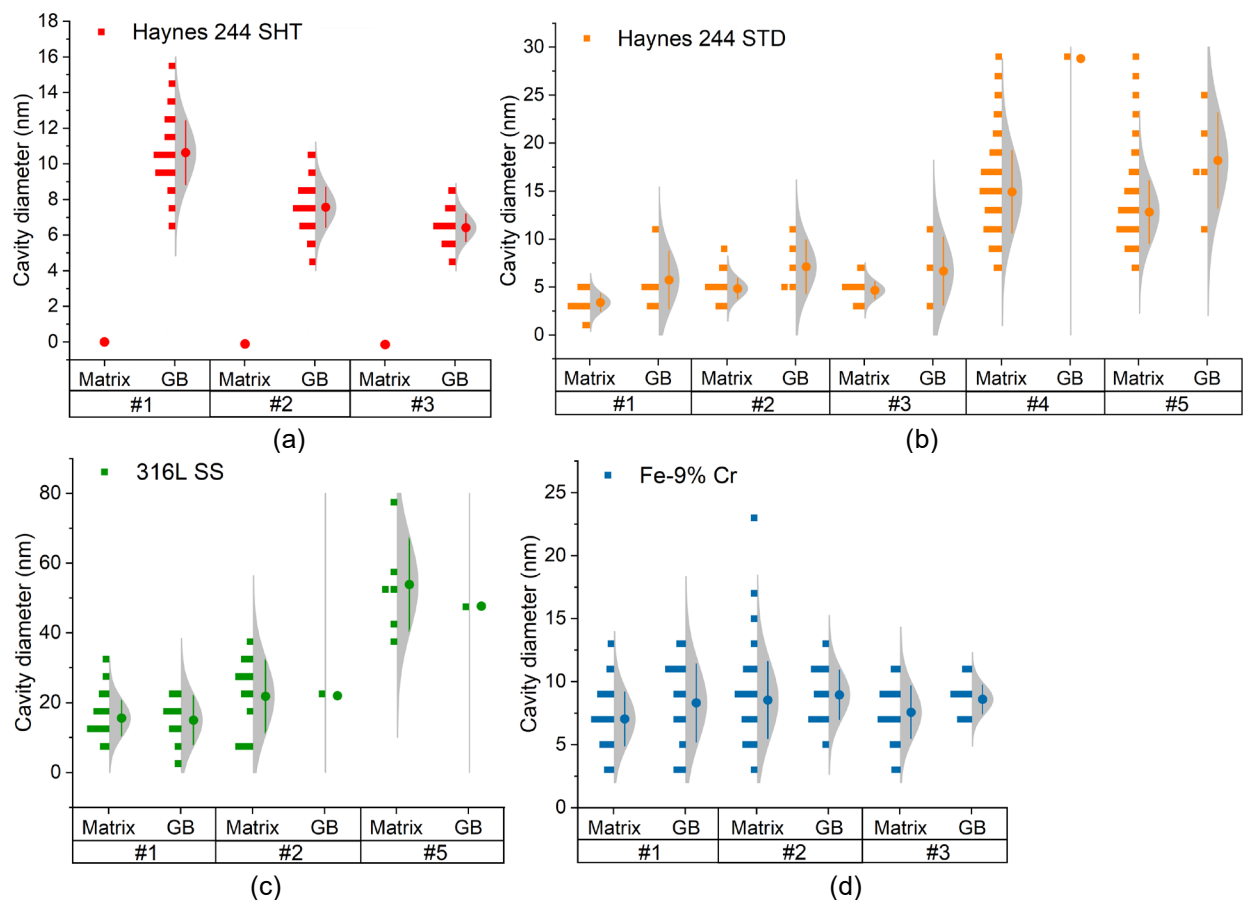 18
16
14
12
10
8
6
4
2
0
Cavity diameter (nm)
Haynes 244 SHT
Matrix GB Matrix GB Matrix GB
#1 #2 #3
(a)
30
25
20
15
10
5
0
Cavity diameter (nm)
Haynes 244 STD
Matrix GB Matrix GB Matrix GB Matrix GB Matrix GB
#1 #2 #3 #4 #5
(b)
80
60
40
20
0
Cavity diameter (nm)
316L SS
Matrix GB Matrix GB Matrix GB
#1 #2 #5
(c)
25
20
15
10
5
0
Cavity diameter (nm)
Fe-9% Cr
Matrix GB Matrix GB Matrix GB
#1 #2 #3
(d)